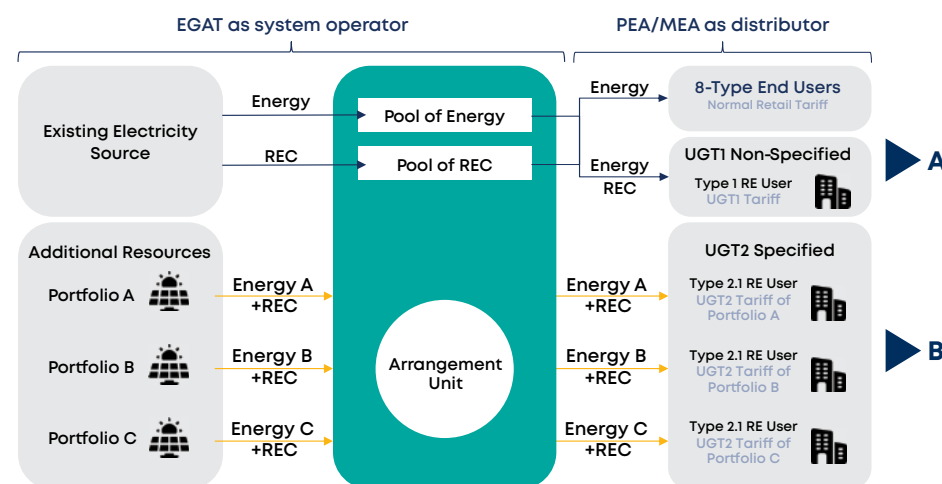 EGAT as system operator
PEA/MEA as distributor
Existing Electricity
Source
Energy
REC
Pool of Energy
Pool of REC
Energy
Energy
REC
8-Type End Users
Normal Retail Tariff
UGT1 Non-Specified
Type 1 RE User
UGT1 Tariff
A
Additional Resources
Portfolio A
Portfolio B
Portfolio C
Energy A
+REC
Energy B
+REC
Energy C
+REC
Arrangement
Unit
Energy A
+REC
Energy B
+REC
Energy C
+REC
UGT2 Specified
Type 2.1 RE User
UGT2 Tariff of
Portfolio A
Type 2.1 RE User
UGT2 Tariff of
Portfolio B
Type 2.1 RE User
UGT2 Tariff of
Portfolio C
B